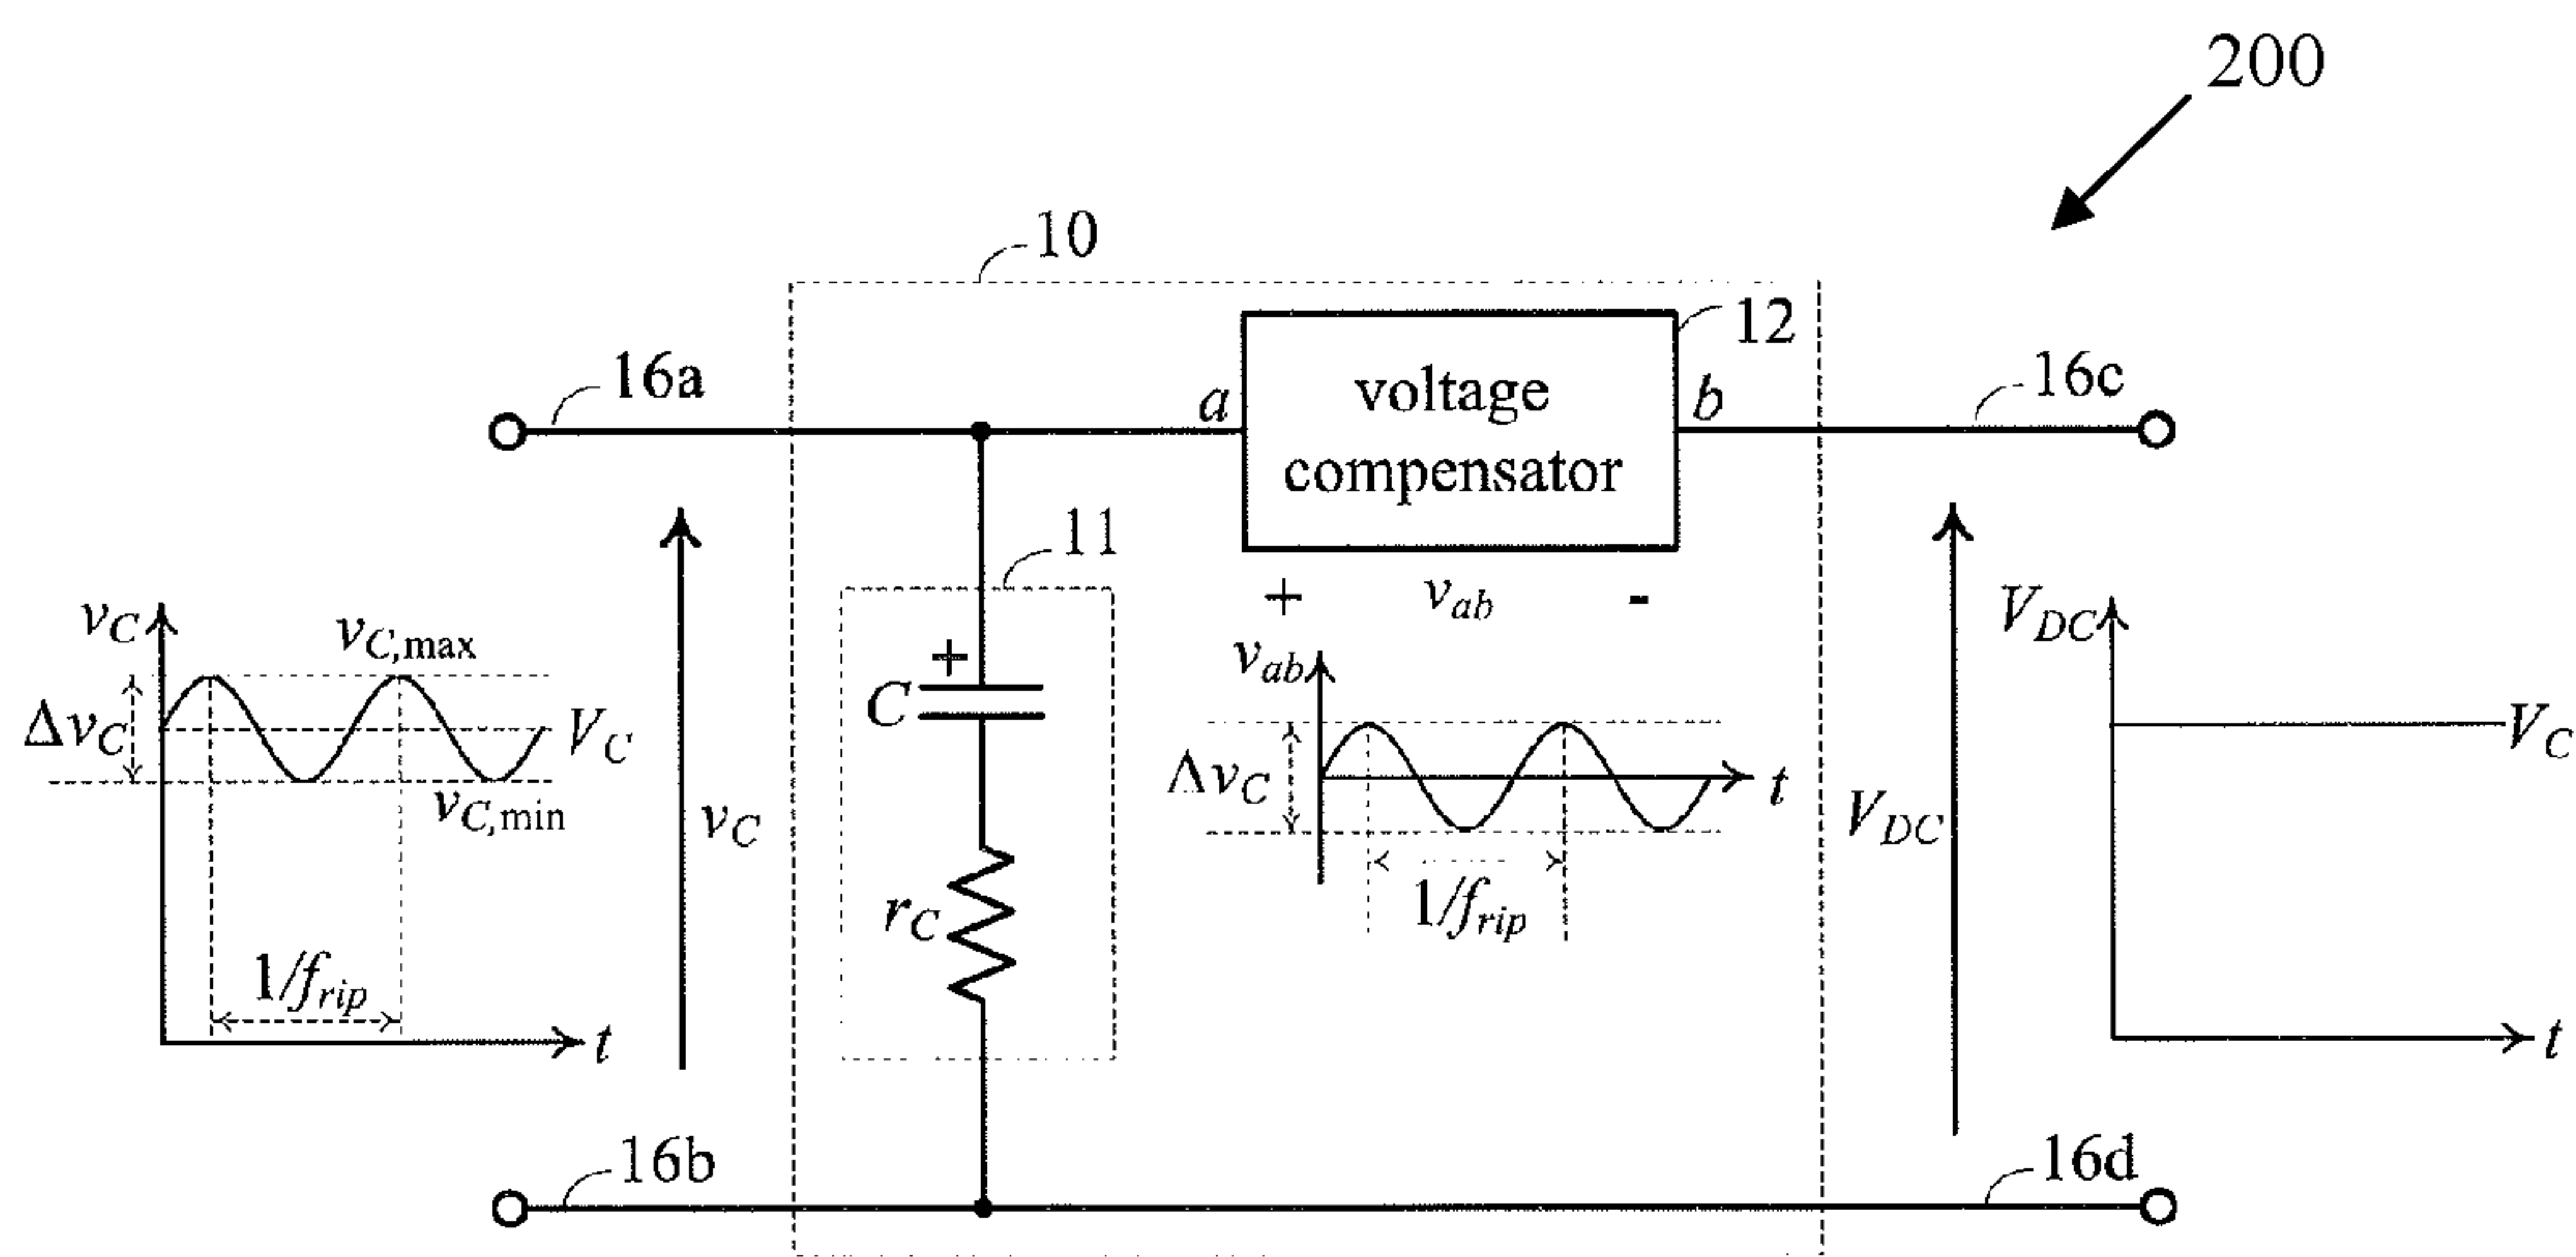 200
10
12
16a
a
voltage
compensator
b
16c
11
+ v_ab -
v_C
v_C,max
Δv_C
V_C
v_C,min
1/f_rip
t
v_C
+
C
r_C
v_ab
Δv_C
t
1/f_rip
V_DC
V_DC
V_C
t
16b
16d